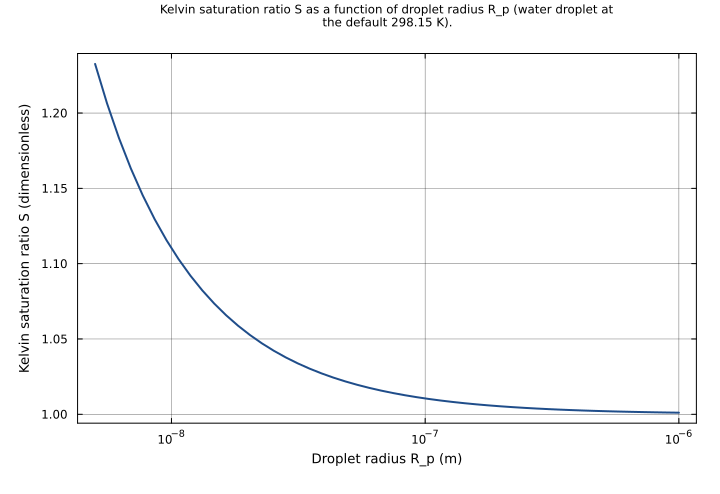 Kelvin saturation ratio S as a function of droplet radius R_p (water droplet at
the default 298.15 K).
Kelvin saturation ratio S (dimensionless)
1.20
1.15
1.10
1.05
1.00
10⁻⁸
10⁻⁷
10⁻⁶
Droplet radius R_p (m)